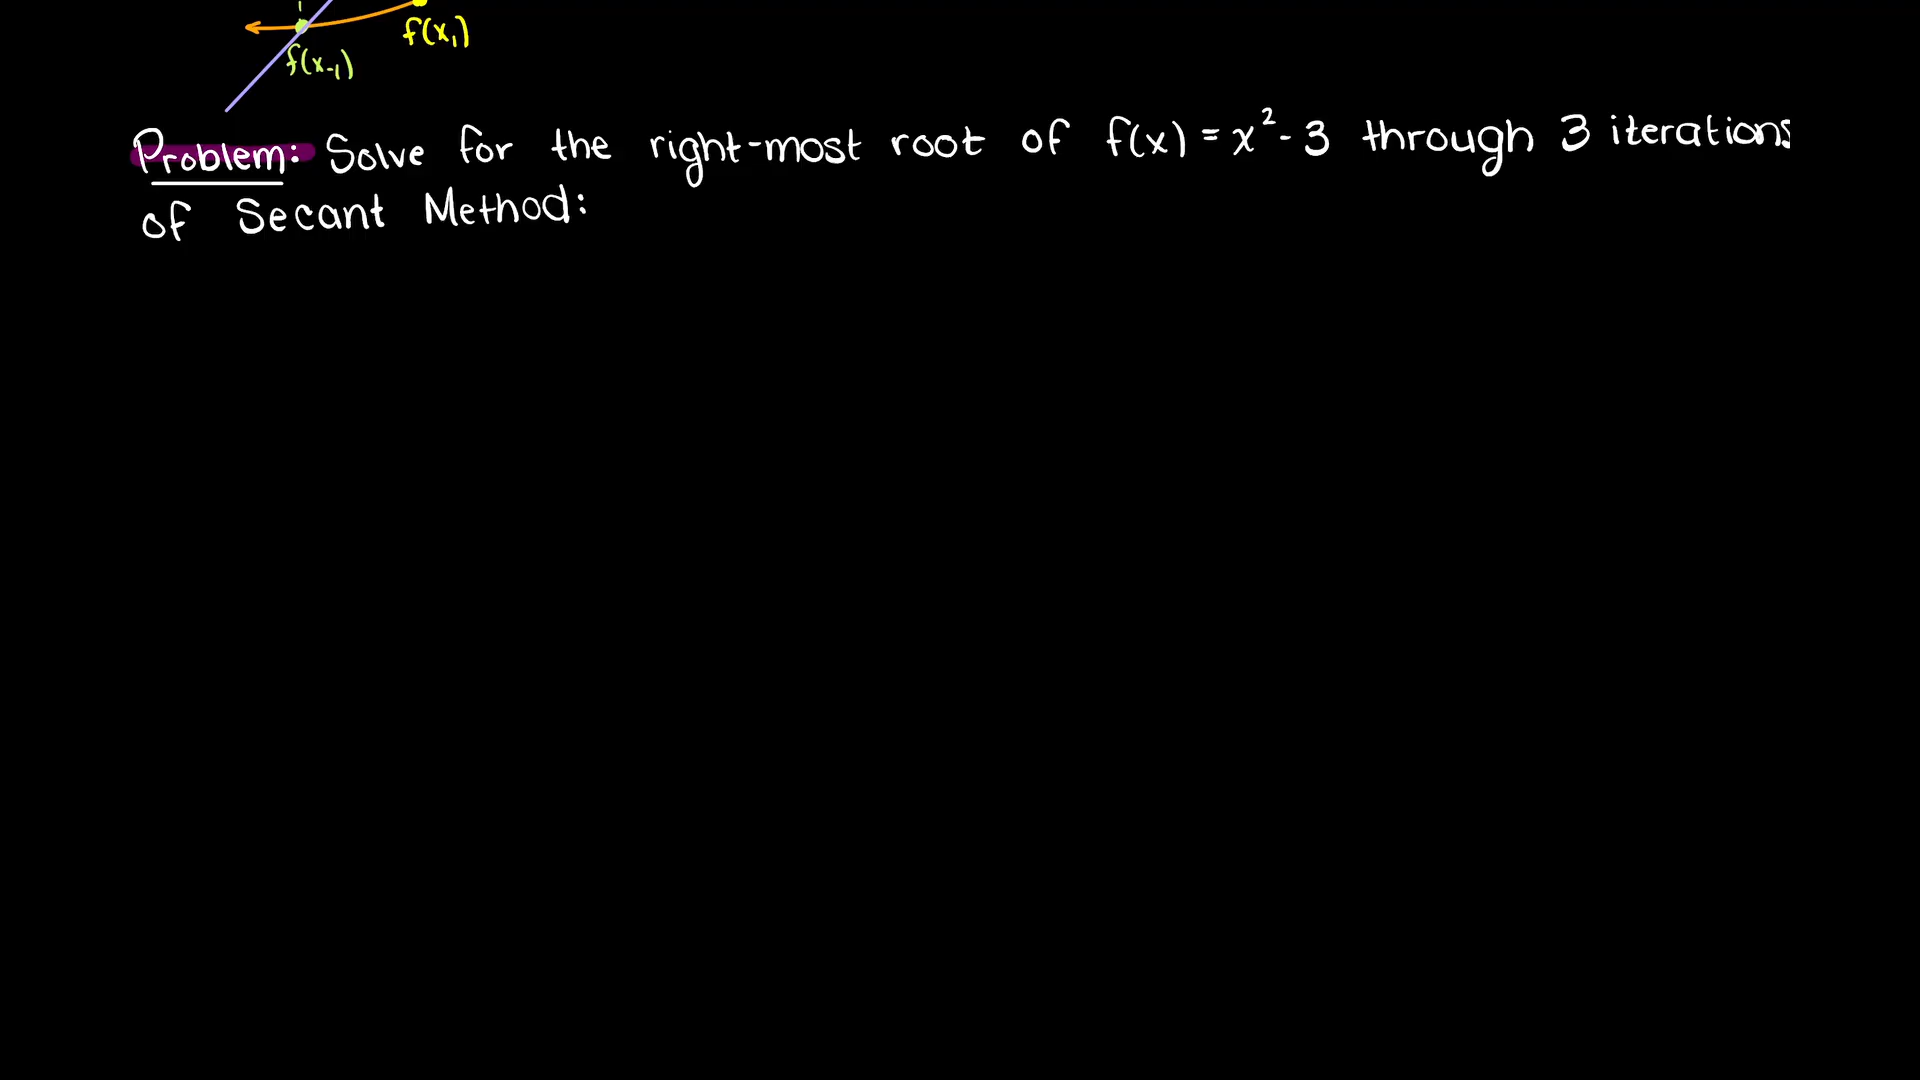 f(x₁)
f(x₋₁)
Problem: Solve for the right-most root of f(x) = x² - 3 through 3 iterations
of Secant Method: